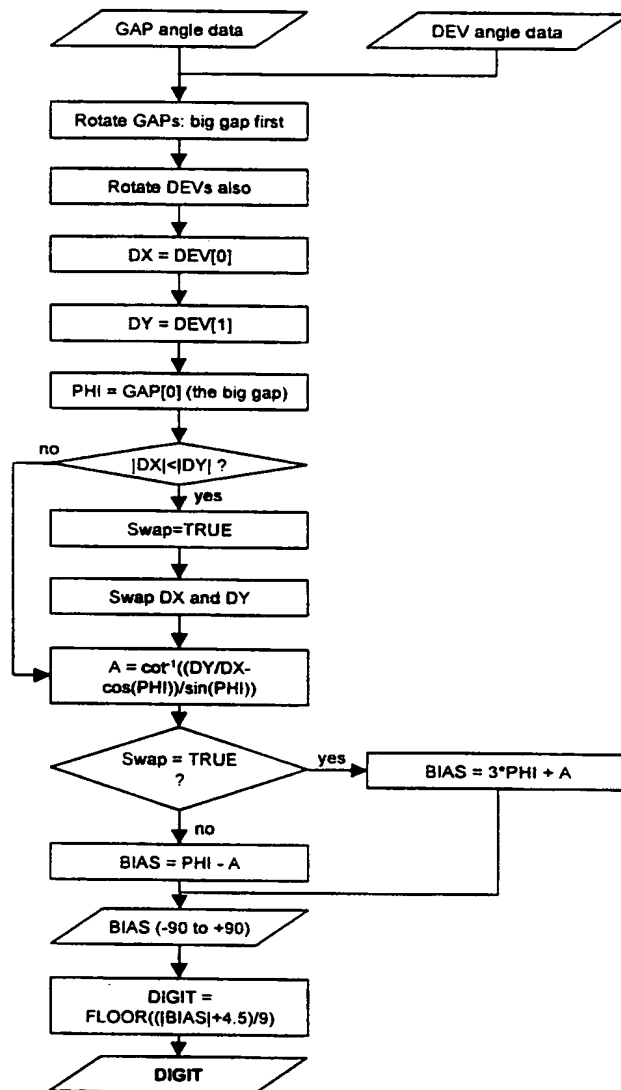 GAP angle data
DEV angle data
Rotate GAPs: big gap first
Rotate DEVs also
DX = DEV[0]
DY = DEV[1]
PHI = GAP[0] (the big gap)
no
|DX|<|DY| ?
yes
Swap=TRUE
Swap DX and DY
A = cot⁻¹((DY/DX-
cos(PHI))/sin(PHI))
Swap = TRUE
?
yes
BIAS = 3*PHI + A
no
BIAS = PHI - A
BIAS (-90 to +90)
DIGIT =
FLOOR((|BIAS|+4.5)/9)
DIGIT